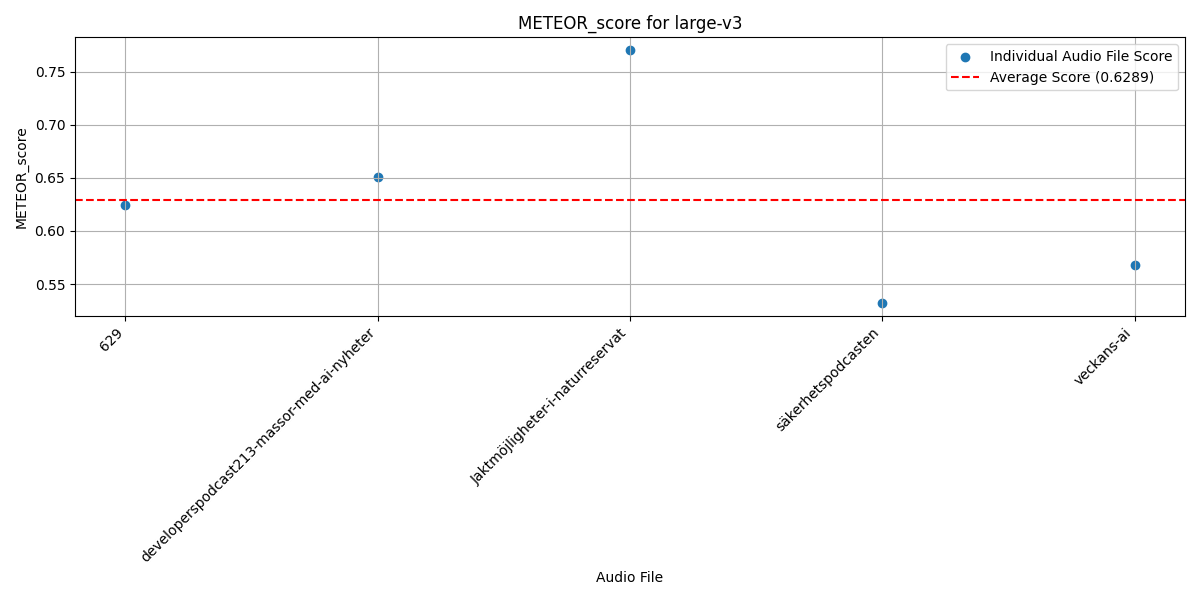 METEOR_score for large-v3
Individual Audio File Score
Average Score (0.6289)
METEOR_score
0.75
0.70
0.65
0.60
0.55
629
developerspodcast213-massor-med-ai-nyheter
Jaktmöjligheter-i-naturreservat
säkerhetspodcasten
veckans-ai
Audio File